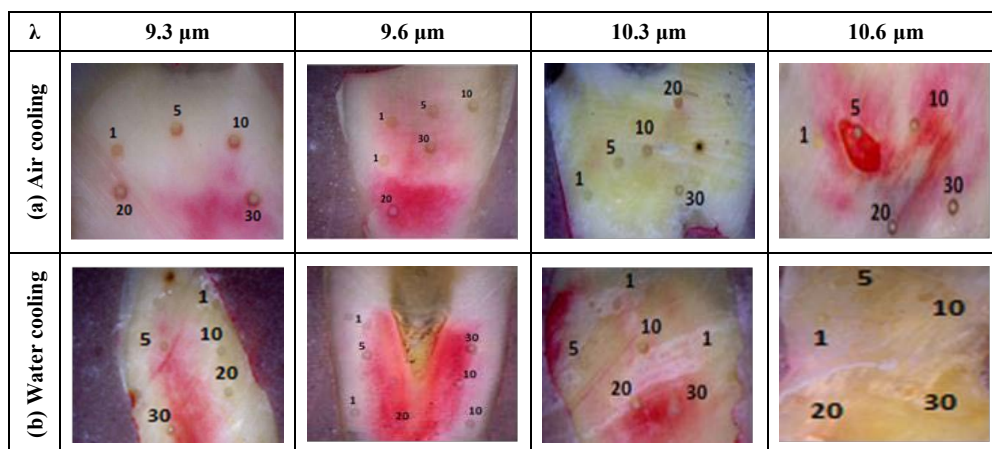 λ 9.3 μm 9.6 μm 10.3 μm 10.6 μm
(a) Air cooling
1 5 10 20 30
1 5 10 30 1 20
20 10 5 1 30
1 5 10 20 30
(b) Water cooling
1 5 10 20 30
1 5 30 10 1 20 10
1 10 1 5 20 30
5 10 1 20 30